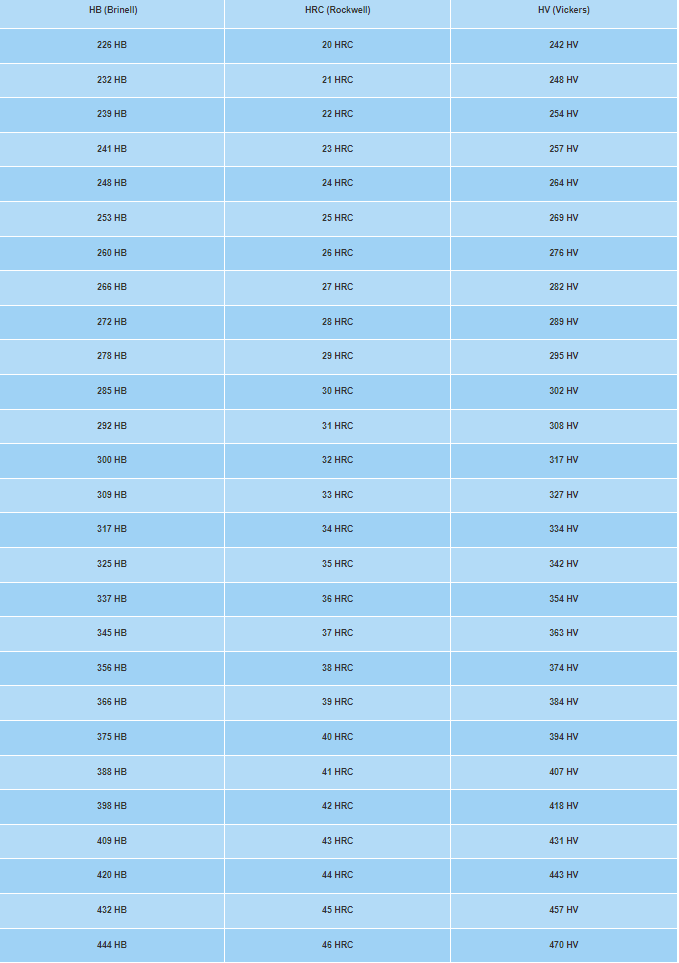 HB (Brinell) HRC (Rockwell) HV (Vickers)
226 HB 20 HRC 242 HV
232 HB 21 HRC 248 HV
239 HB 22 HRC 254 HV
241 HB 23 HRC 257 HV
248 HB 24 HRC 264 HV
253 HB 25 HRC 269 HV
260 HB 26 HRC 276 HV
266 HB 27 HRC 282 HV
272 HB 28 HRC 289 HV
278 HB 29 HRC 295 HV
285 HB 30 HRC 302 HV
292 HB 31 HRC 308 HV
300 HB 32 HRC 317 HV
309 HB 33 HRC 327 HV
317 HB 34 HRC 334 HV
325 HB 35 HRC 342 HV
337 HB 36 HRC 354 HV
345 HB 37 HRC 363 HV
356 HB 38 HRC 374 HV
366 HB 39 HRC 384 HV
375 HB 40 HRC 394 HV
388 HB 41 HRC 407 HV
398 HB 42 HRC 418 HV
409 HB 43 HRC 431 HV
420 HB 44 HRC 443 HV
432 HB 45 HRC 457 HV
444 HB 46 HRC 470 HV